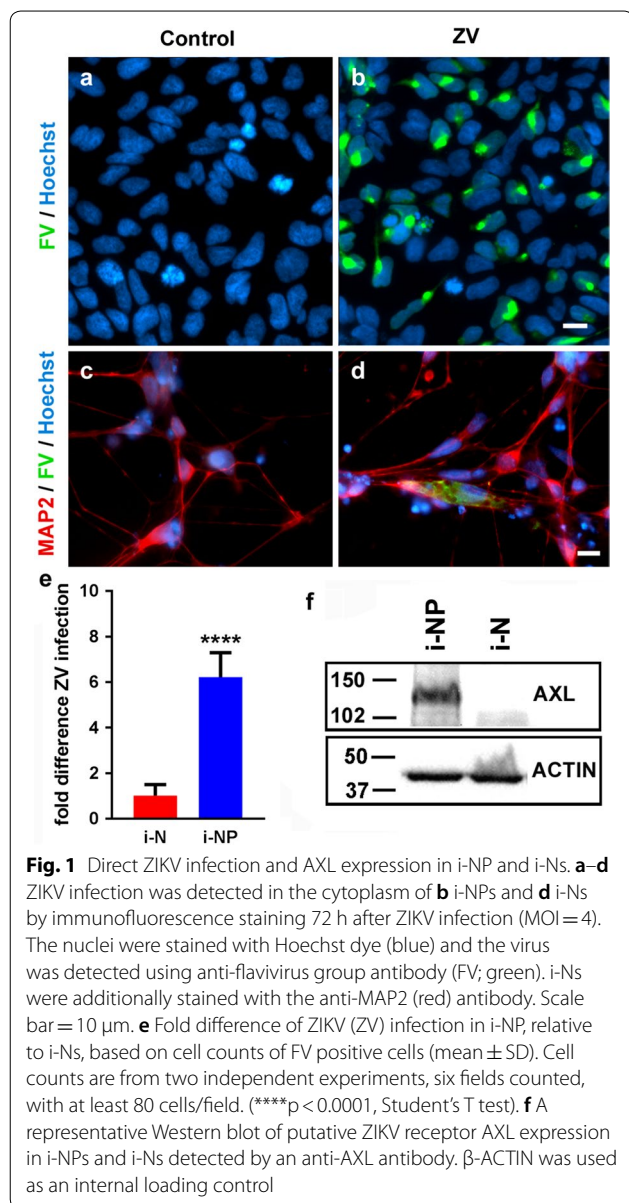 Control
ZV
a
b
FV / Hoechst
c
d
MAP2 / FV / Hoechst
e
10
8
6
4
2
0
fold difference ZV infection
****
i-N
i-NP
f
i-NP
i-N
150
102
AXL
50
37
ACTIN
Fig. 1 Direct ZIKV infection and AXL expression in i-NP and i-Ns. a–d
ZIKV infection was detected in the cytoplasm of b i-NPs and d i-Ns
by immunofluorescence staining 72 h after ZIKV infection (MOI = 4).
The nuclei were stained with Hoechst dye (blue) and the virus
was detected using anti-flavivirus group antibody (FV; green). i-Ns
were additionally stained with the anti-MAP2 (red) antibody. Scale
bar = 10 μm. e Fold difference of ZIKV (ZV) infection in i-NP, relative
to i-Ns, based on cell counts of FV positive cells (mean ± SD). Cell
counts are from two independent experiments, six fields counted,
with at least 80 cells/field. (****p < 0.0001, Student's T test). f A
representative Western blot of putative ZIKV receptor AXL expression
in i-NPs and i-Ns detected by an anti-AXL antibody. β-ACTIN was used
as an internal loading control